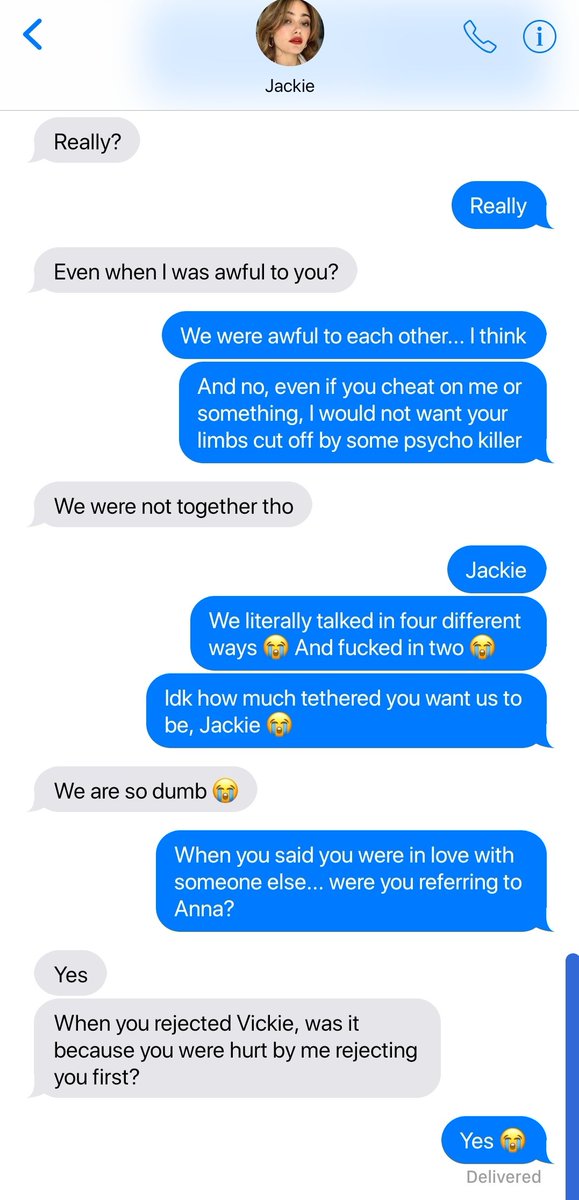 Jackie
Really?
Really
Even when I was awful to you?
We were awful to each other... I think
And no, even if you cheat on me or
something, I would not want your
limbs cut off by some psycho killer
We were not together tho
Jackie
We literally talked in four different
ways 😭 And fucked in two 😭
Idk how much tethered you want us to
be, Jackie 😭
We are so dumb 😭
When you said you were in love with
someone else... were you referring to
Anna?
Yes
When you rejected Vickie, was it
because you were hurt by me rejecting
you first?
Yes 😭
Delivered